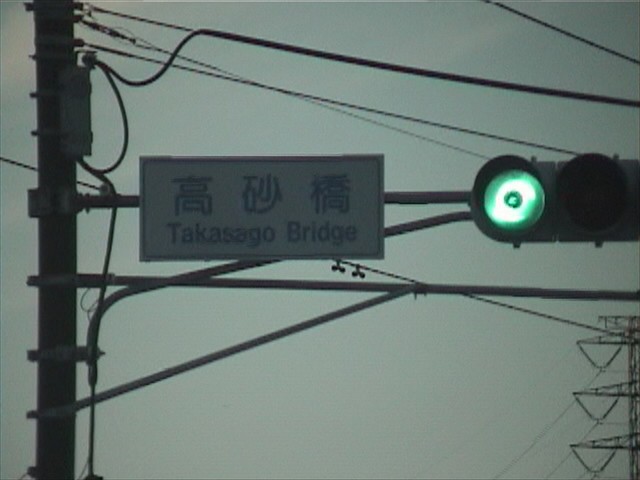 高砂橋
Takasago Bridge